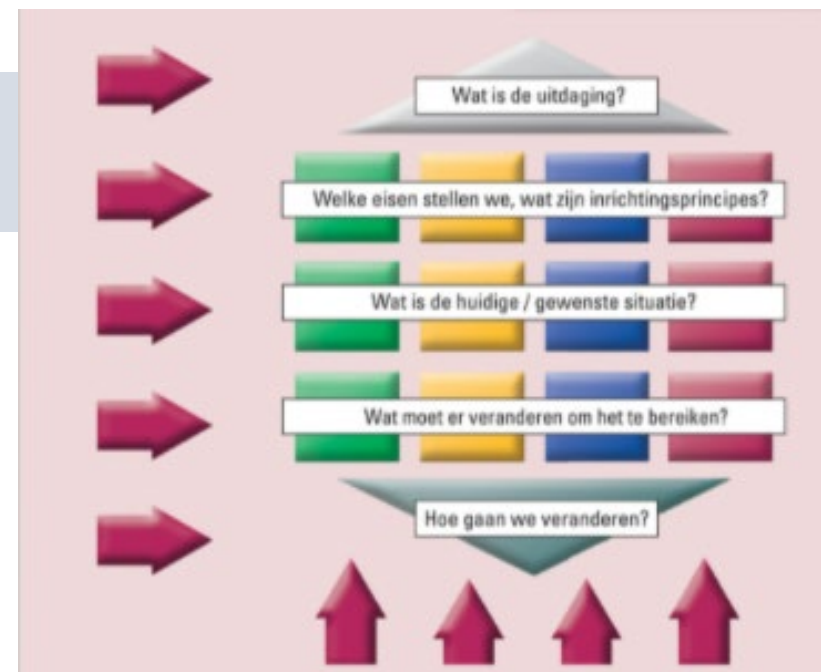 Wat is de uitdaging?
Welke eisen stellen we, wat zijn inrichtingsprincipes?
Wat is de huidige / gewenste situatie?
Wat moet er veranderen om het te bereiken?
Hoe gaan we veranderen?